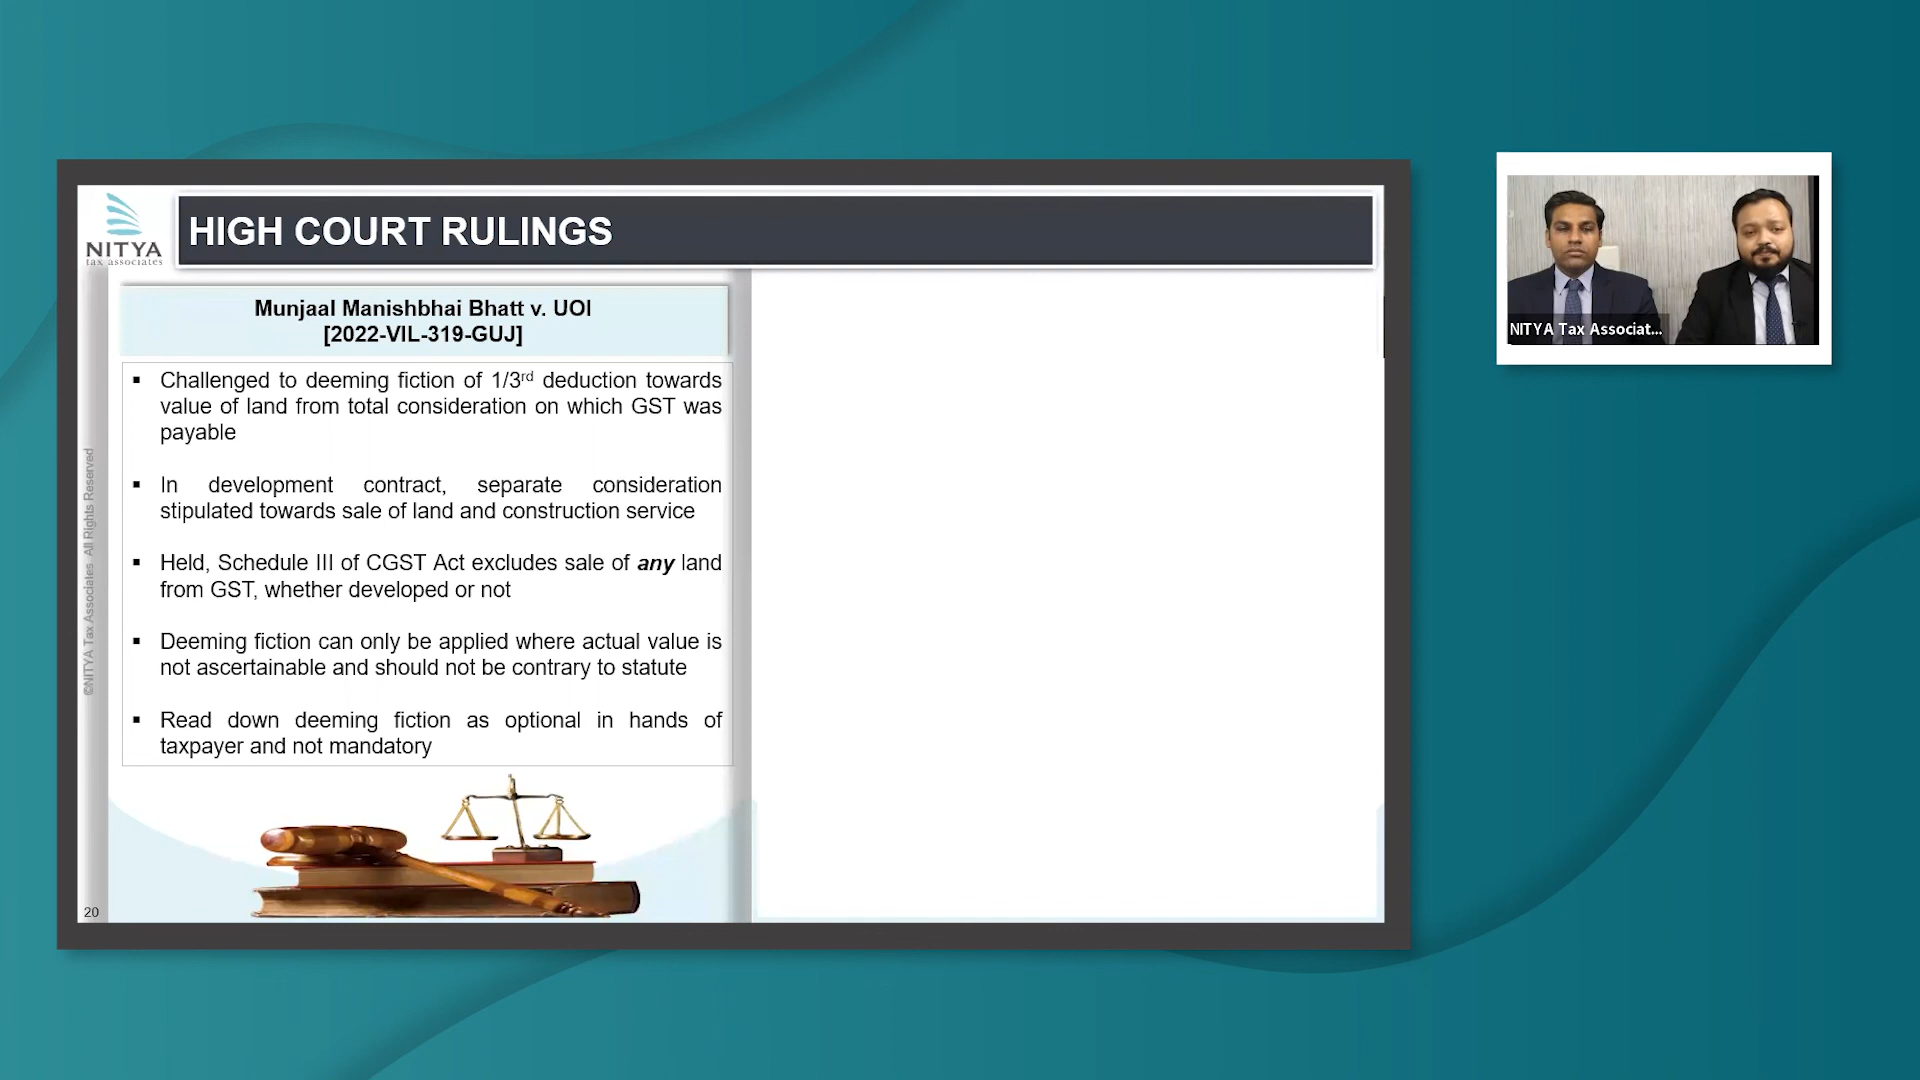 NITYA
tax associates
HIGH COURT RULINGS
Munjaal Manishbhai Bhatt v. UOI
[2022-VIL-319-GUJ]
▪ Challenged to deeming fiction of 1/3rd deduction towards
value of land from total consideration on which GST was
payable
▪ In development contract, separate consideration
stipulated towards sale of land and construction service
▪ Held, Schedule III of CGST Act excludes sale of any land
from GST, whether developed or not
▪ Deeming fiction can only be applied where actual value is
not ascertainable and should not be contrary to statute
▪ Read down deeming fiction as optional in hands of
taxpayer and not mandatory
©NITYA Tax Associates All Rights Reserved
20
NITYA Tax Associat...